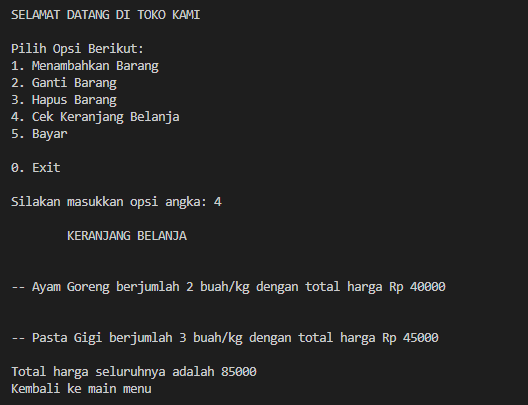 SELAMAT DATANG DI TOKO KAMI
Pilih Opsi Berikut:
1. Menambahkan Barang
2. Ganti Barang
3. Hapus Barang
4. Cek Keranjang Belanja
5. Bayar
0. Exit
Silakan masukkan opsi angka: 4
KERANJANG BELANJA
-- Ayam Goreng berjumlah 2 buah/kg dengan total harga Rp 40000
-- Pasta Gigi berjumlah 3 buah/kg dengan total harga Rp 45000
Total harga seluruhnya adalah 85000
Kembali ke main menu